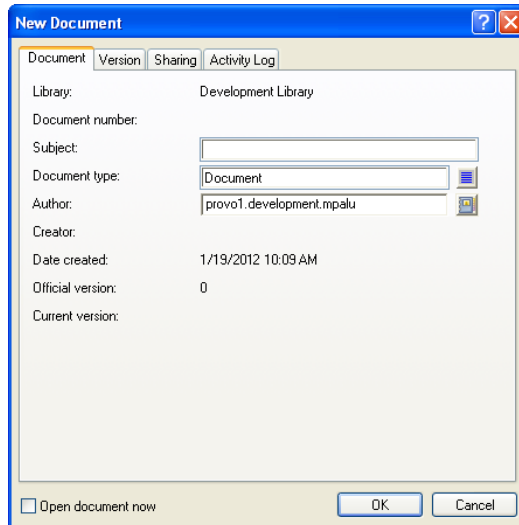 New Document
Document Version Sharing Activity Log
Library: Development Library
Document number:
Subject:
Document type: Document
Author: provo1.development.mpalu
Creator:
Date created: 1/19/2012 10:09 AM
Official version: 0
Current version:
Open document now OK Cancel